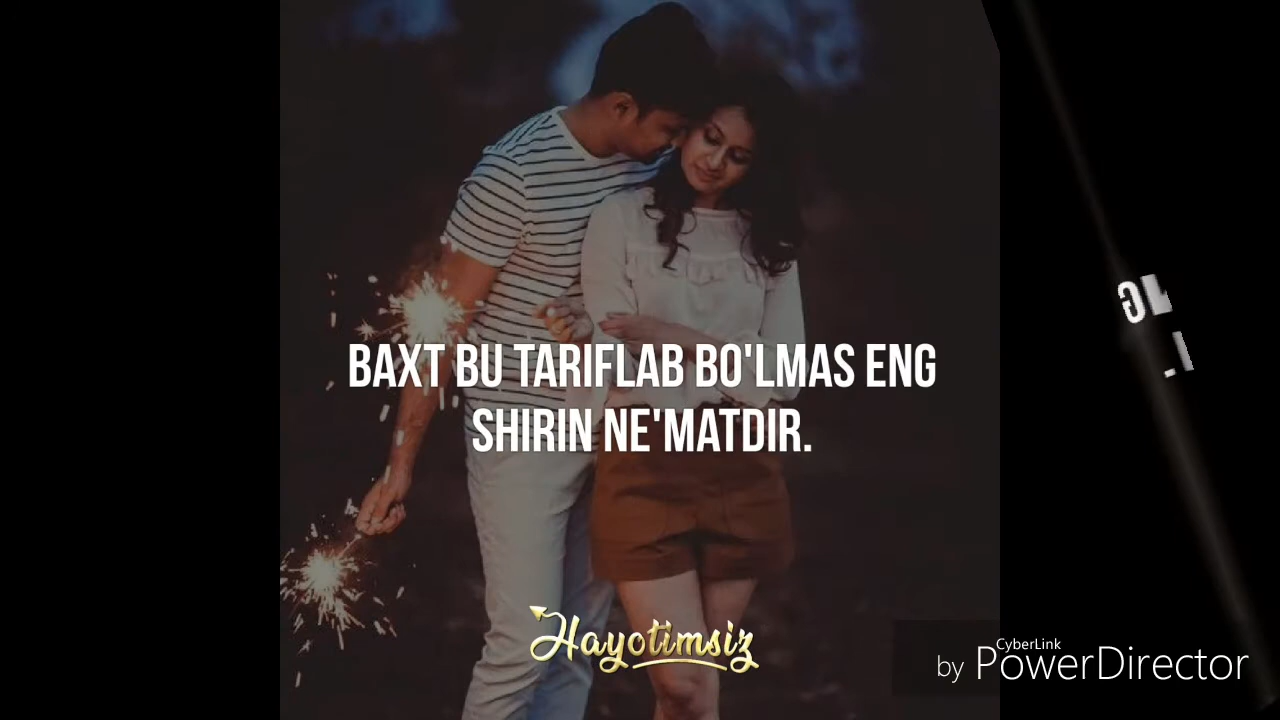 BAXT BU TARIFLAB BO'LMAS ENG
SHIRIN NE'MATDIR.
Hayotimsiz
CyberLink
by PowerDirector